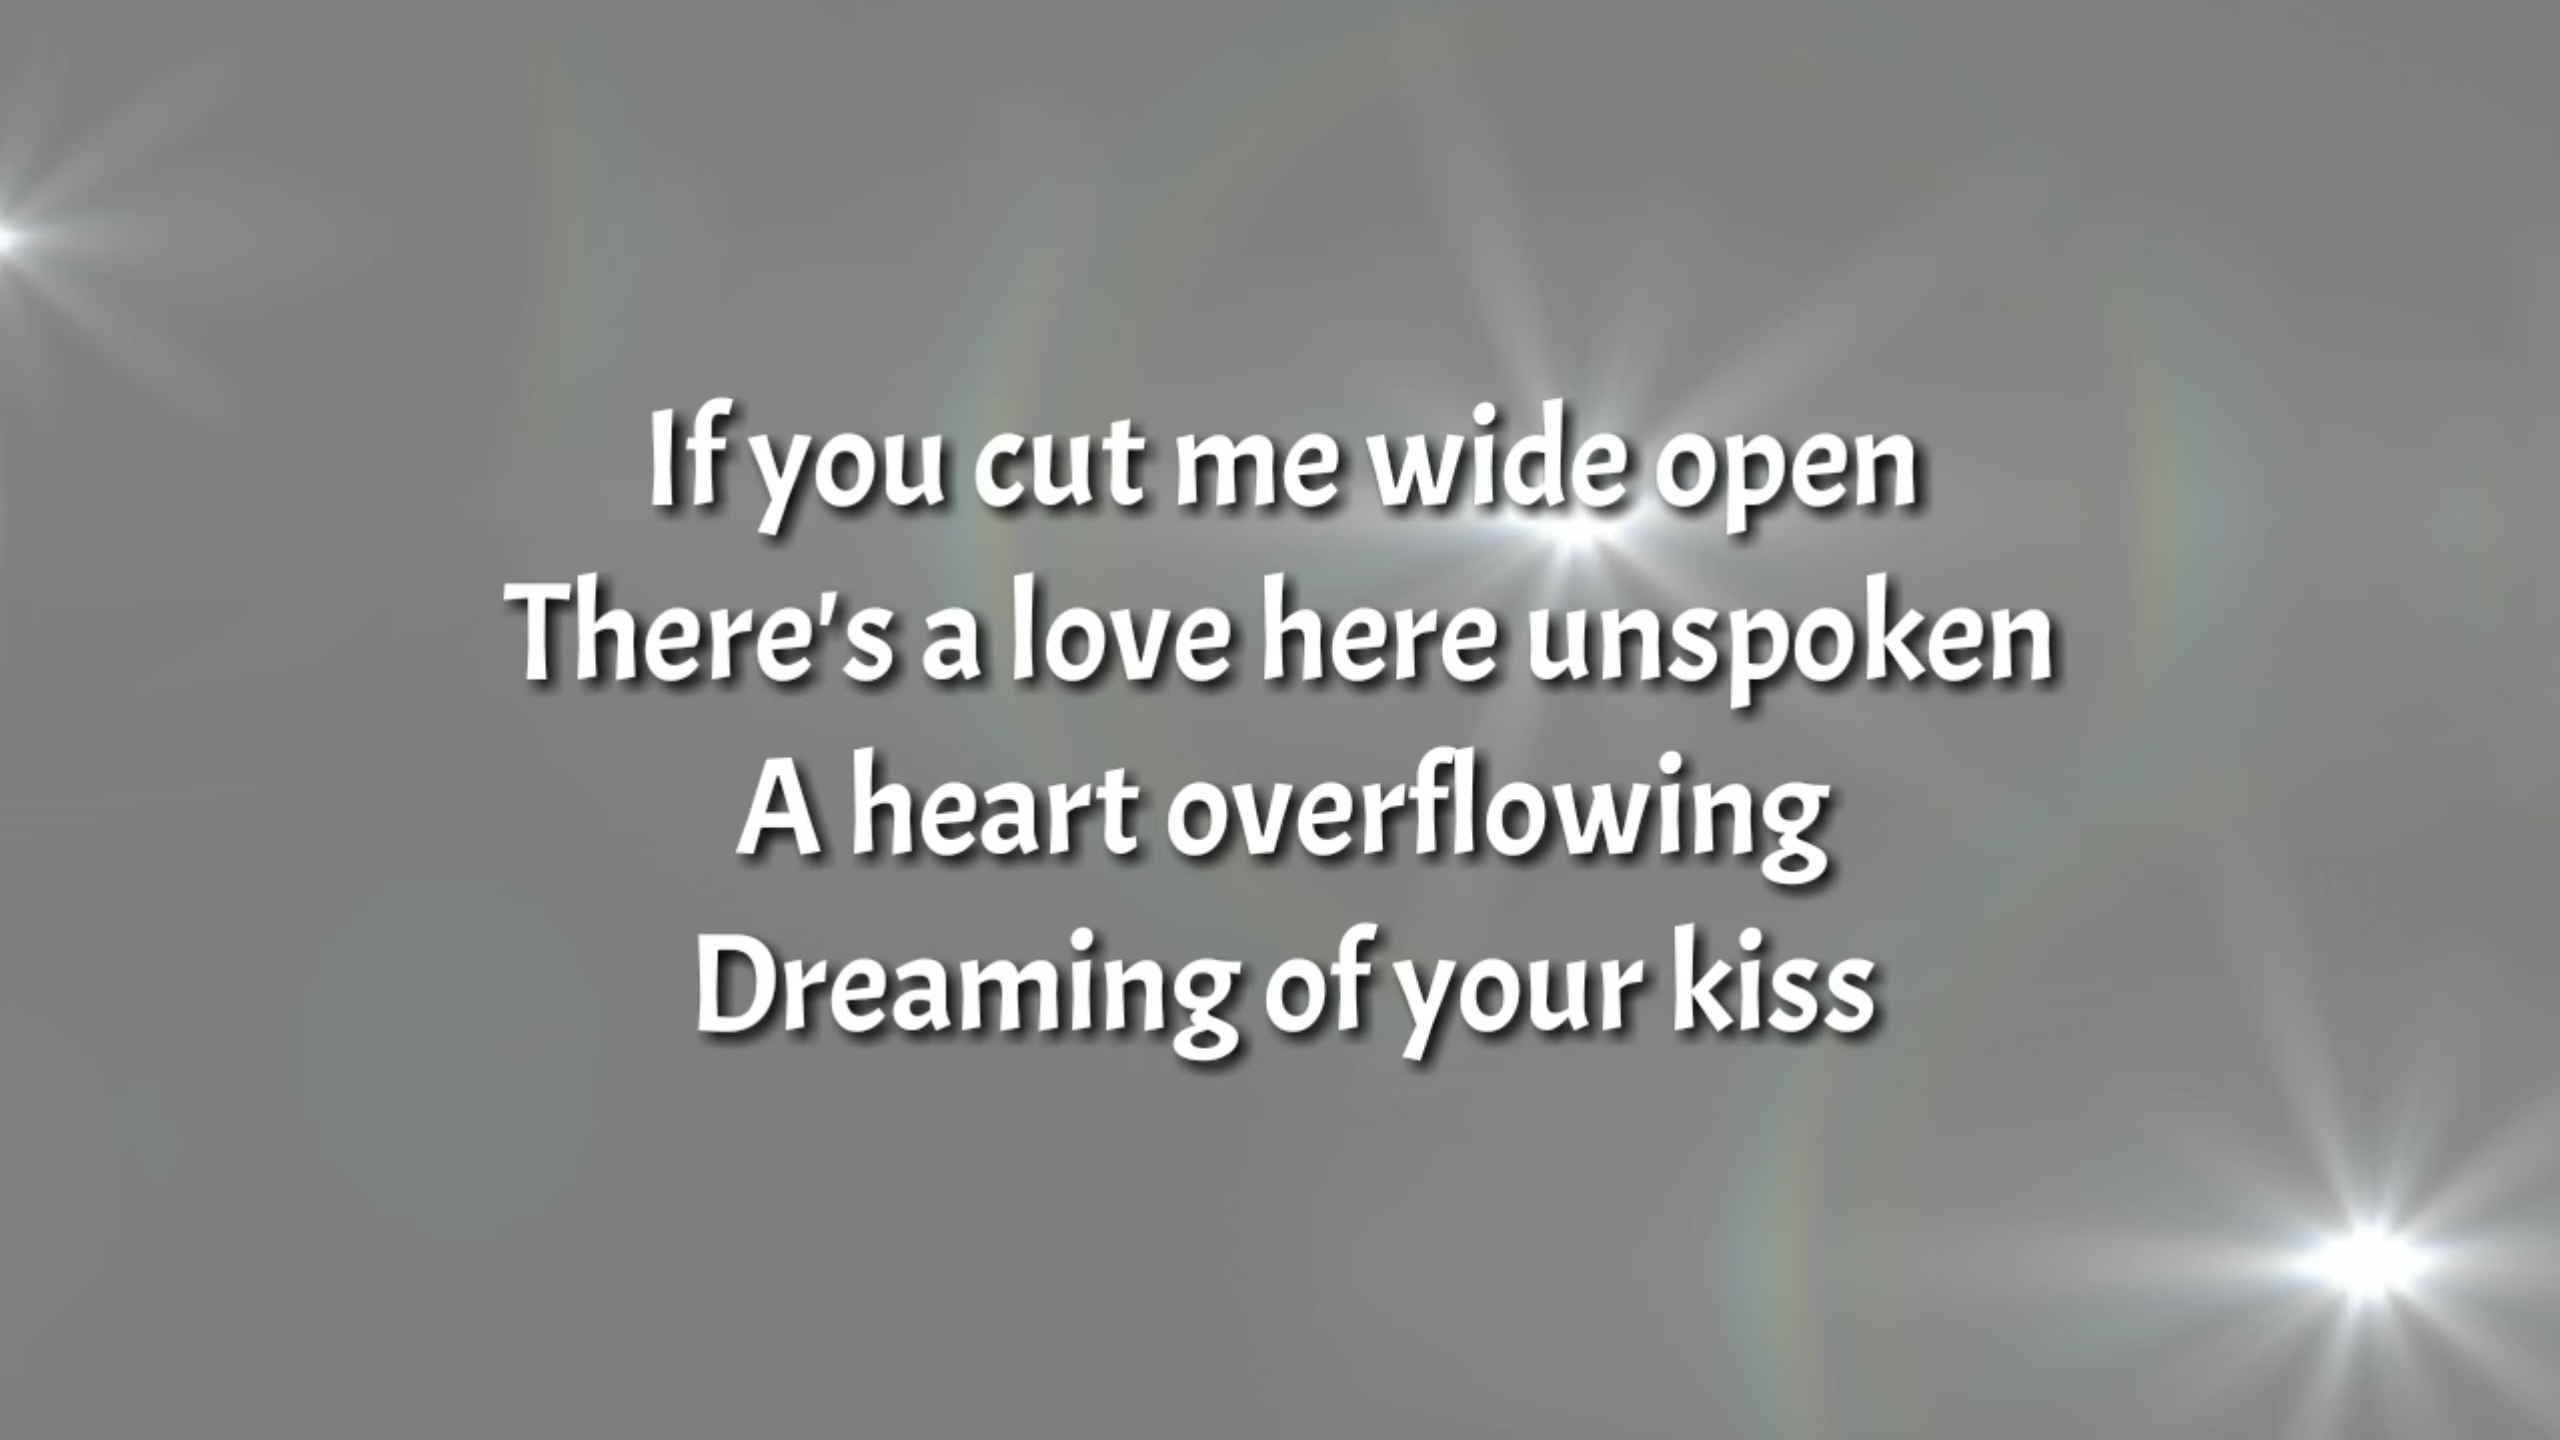 If you cut me wide open
There's a love here unspoken
A heart overflowing
Dreaming of your kiss